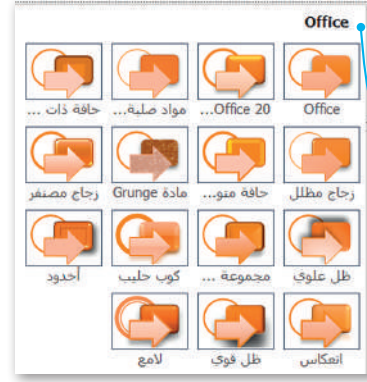 Office
Office Office 20... مواد صلبة... حافة ذات ...
زجاج مظلل حافة متو... مادة Grunge زجاج مصنفر
ظل علوي مجموعة ... كوب حليب أخدود
انعكاس ظل قوي لامع